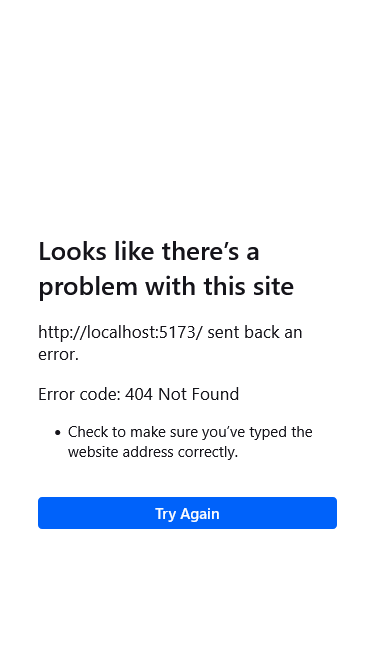 Looks like there’s a
problem with this site
http://localhost:5173/ sent back an
error.
Error code: 404 Not Found
• Check to make sure you’ve typed the
website address correctly.
Try Again